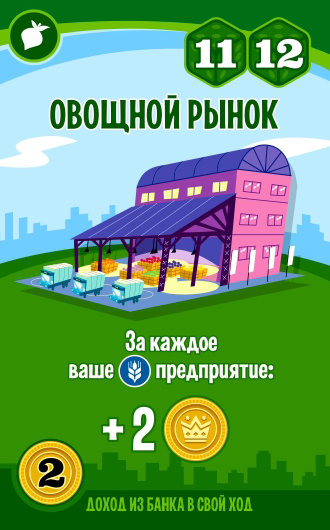 11 12
ОВОЩНОЙ РЫНОК
За каждое
ваше предприятие:
+ 2
2
ДОХОД ИЗ БАНКА В СВОЙ ХОД